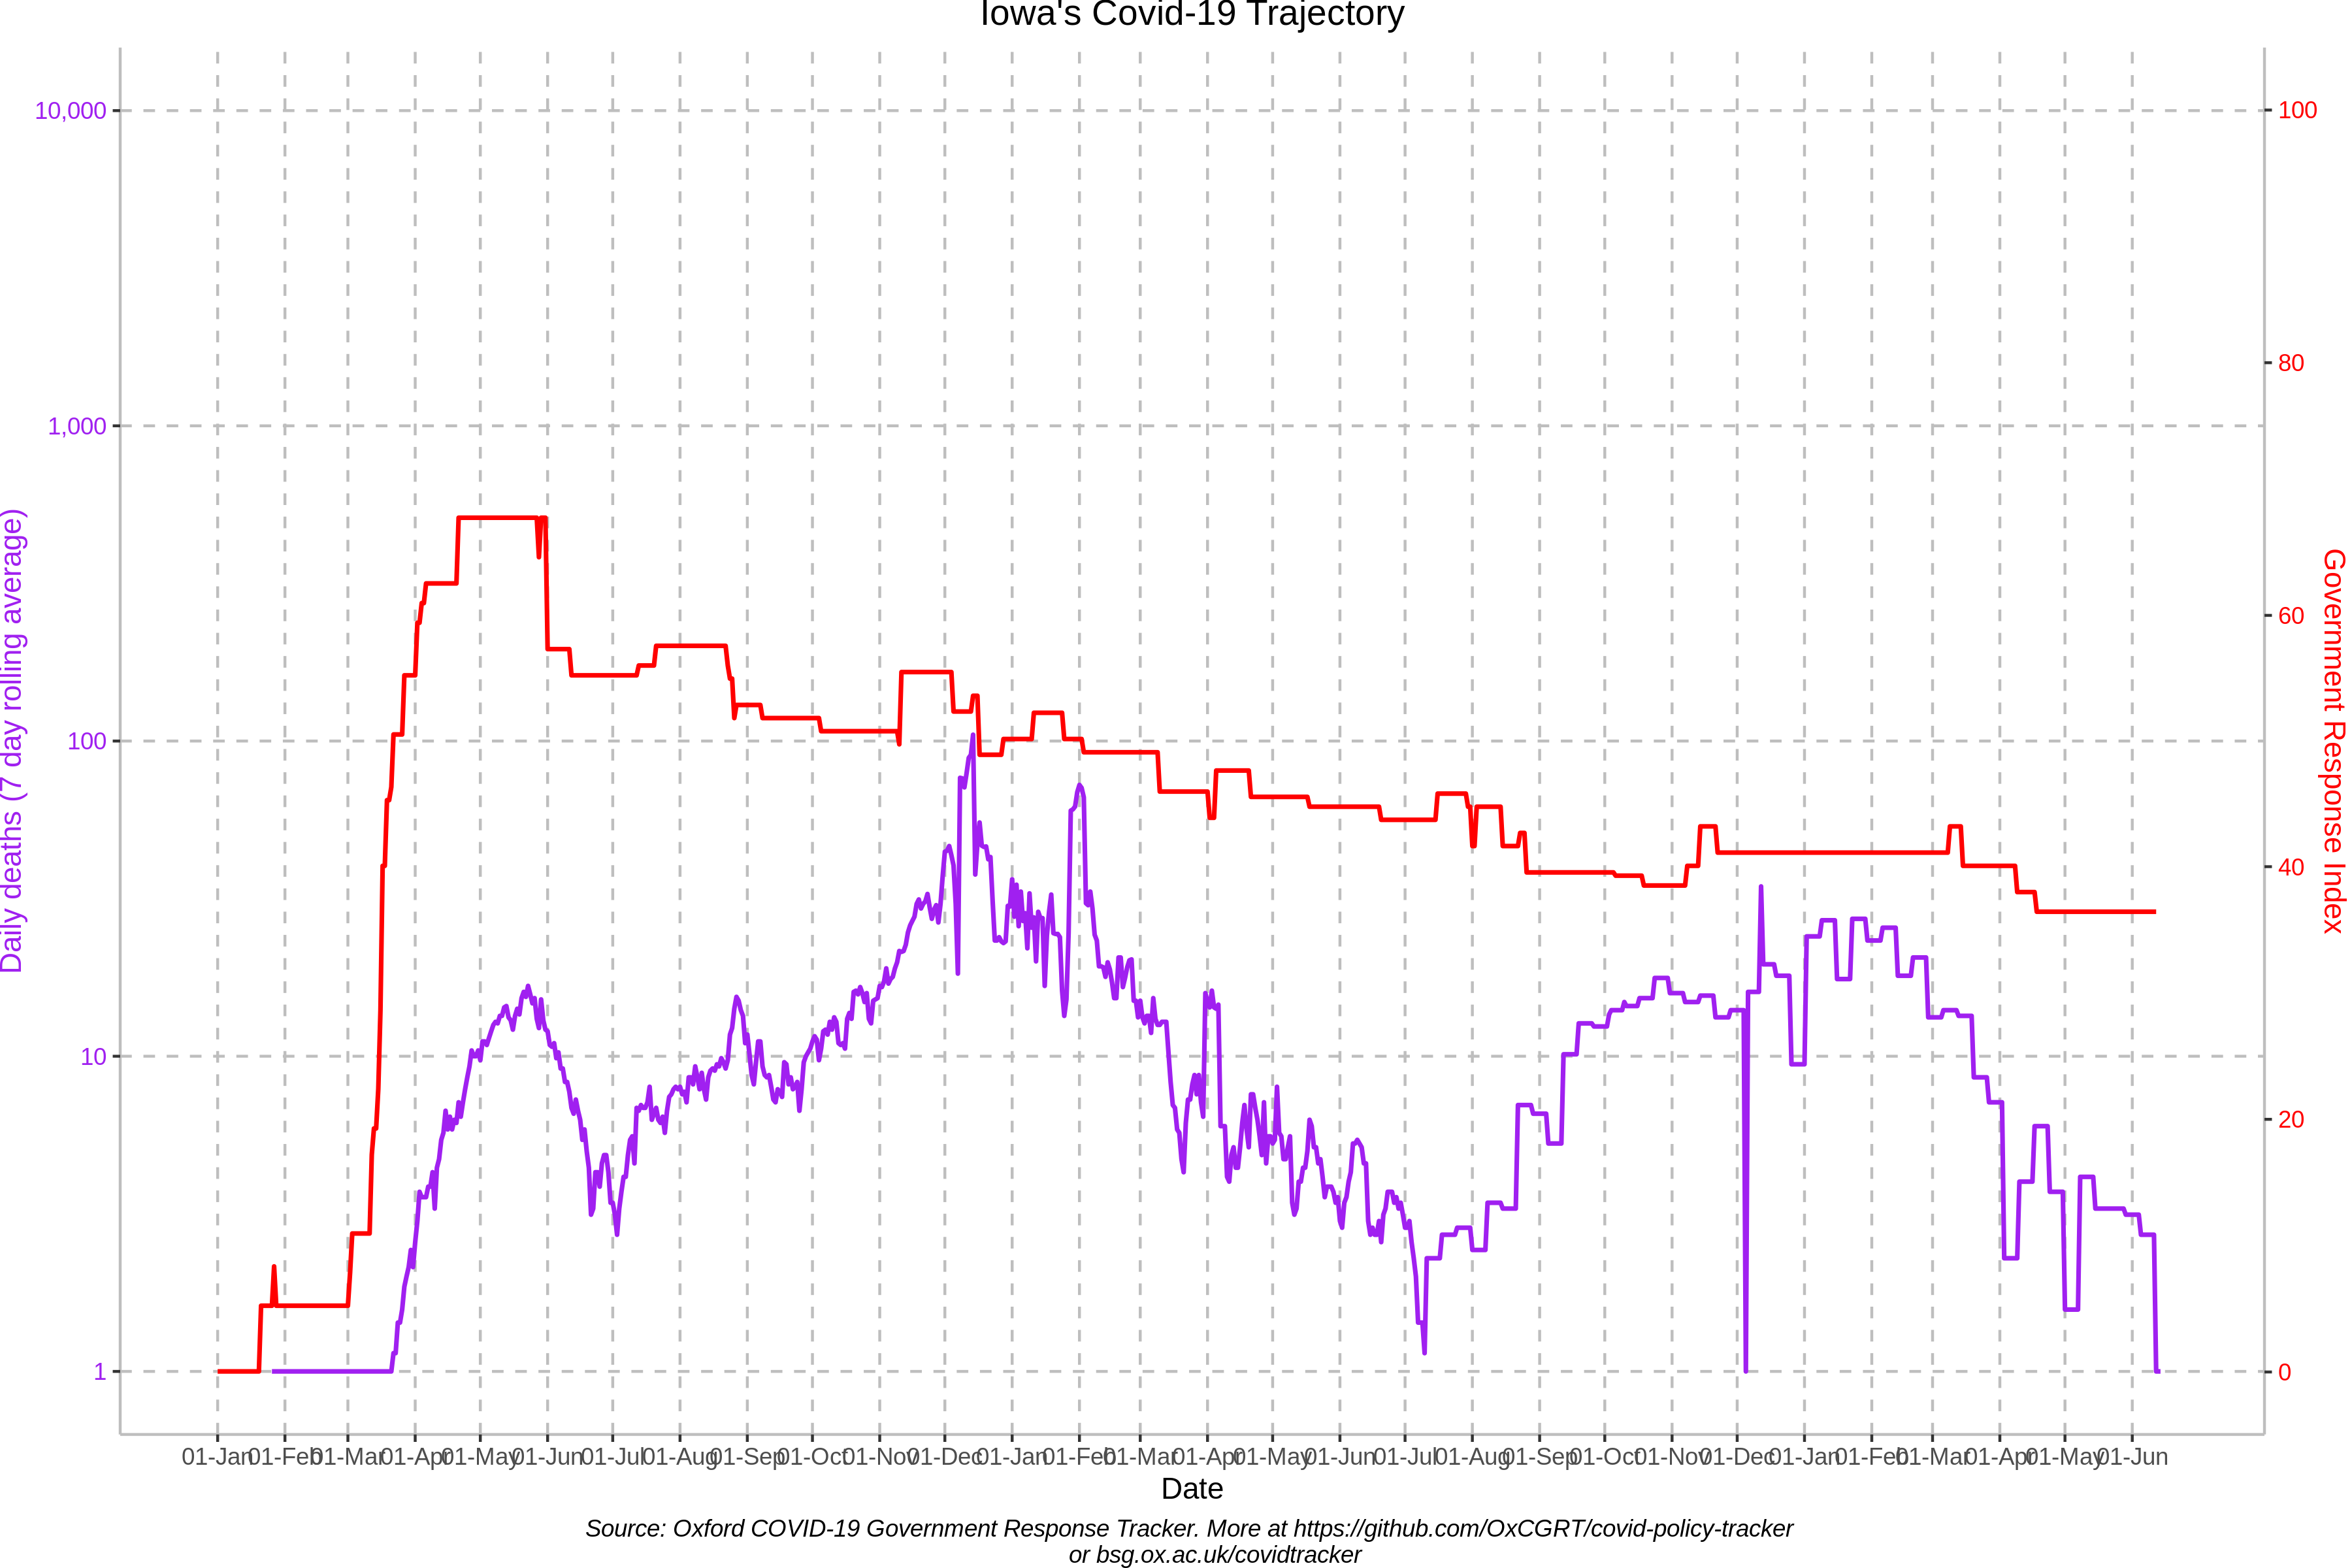 Iowa's Covid-19 Trajectory
10,000
1,000
100
10
1
Daily deaths (7 day rolling average)
100
80
60
40
20
0
Government Response Index
01-Jan 01-Feb 01-Mar 01-Apr 01-May 01-Jun 01-Jul 01-Aug 01-Sep 01-Oct 01-Nov 01-Dec 01-Jan 01-Feb 01-Mar 01-Apr 01-May 01-Jun 01-Jul 01-Aug 01-Sep 01-Oct 01-Nov 01-Dec 01-Jan 01-Feb 01-Mar 01-Apr 01-May 01-Jun
Date
Source: Oxford COVID-19 Government Response Tracker. More at https://github.com/OxCGRT/covid-policy-tracker
or bsg.ox.ac.uk/covidtracker